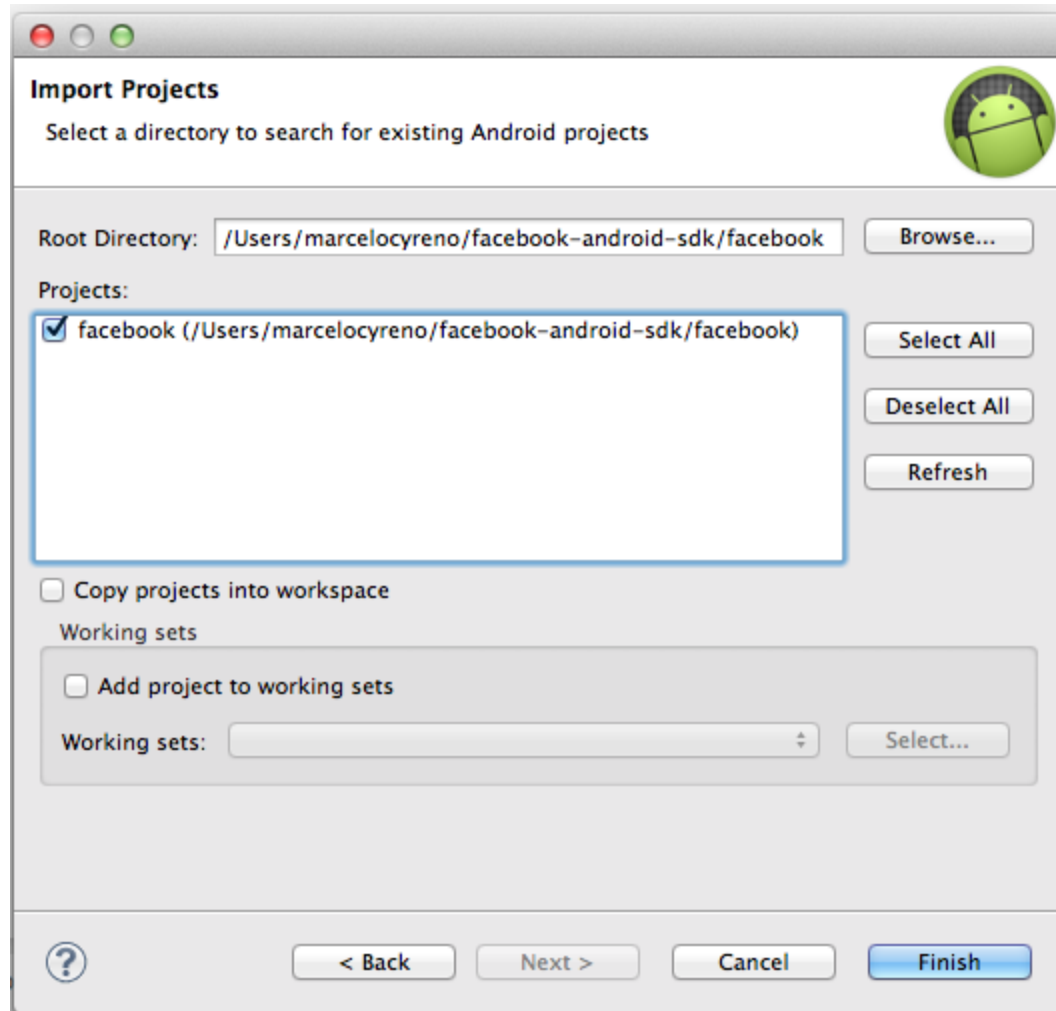 Import Projects
Select a directory to search for existing Android projects
Root Directory: /Users/marcelocyreno/facebook-android-sdk/facebook Browse...
Projects:
facebook (/Users/marcelocyreno/facebook-android-sdk/facebook)
Select All
Deselect All
Refresh
Copy projects into workspace
Working sets
Add project to working sets
Working sets: Select...
? < Back Next > Cancel Finish